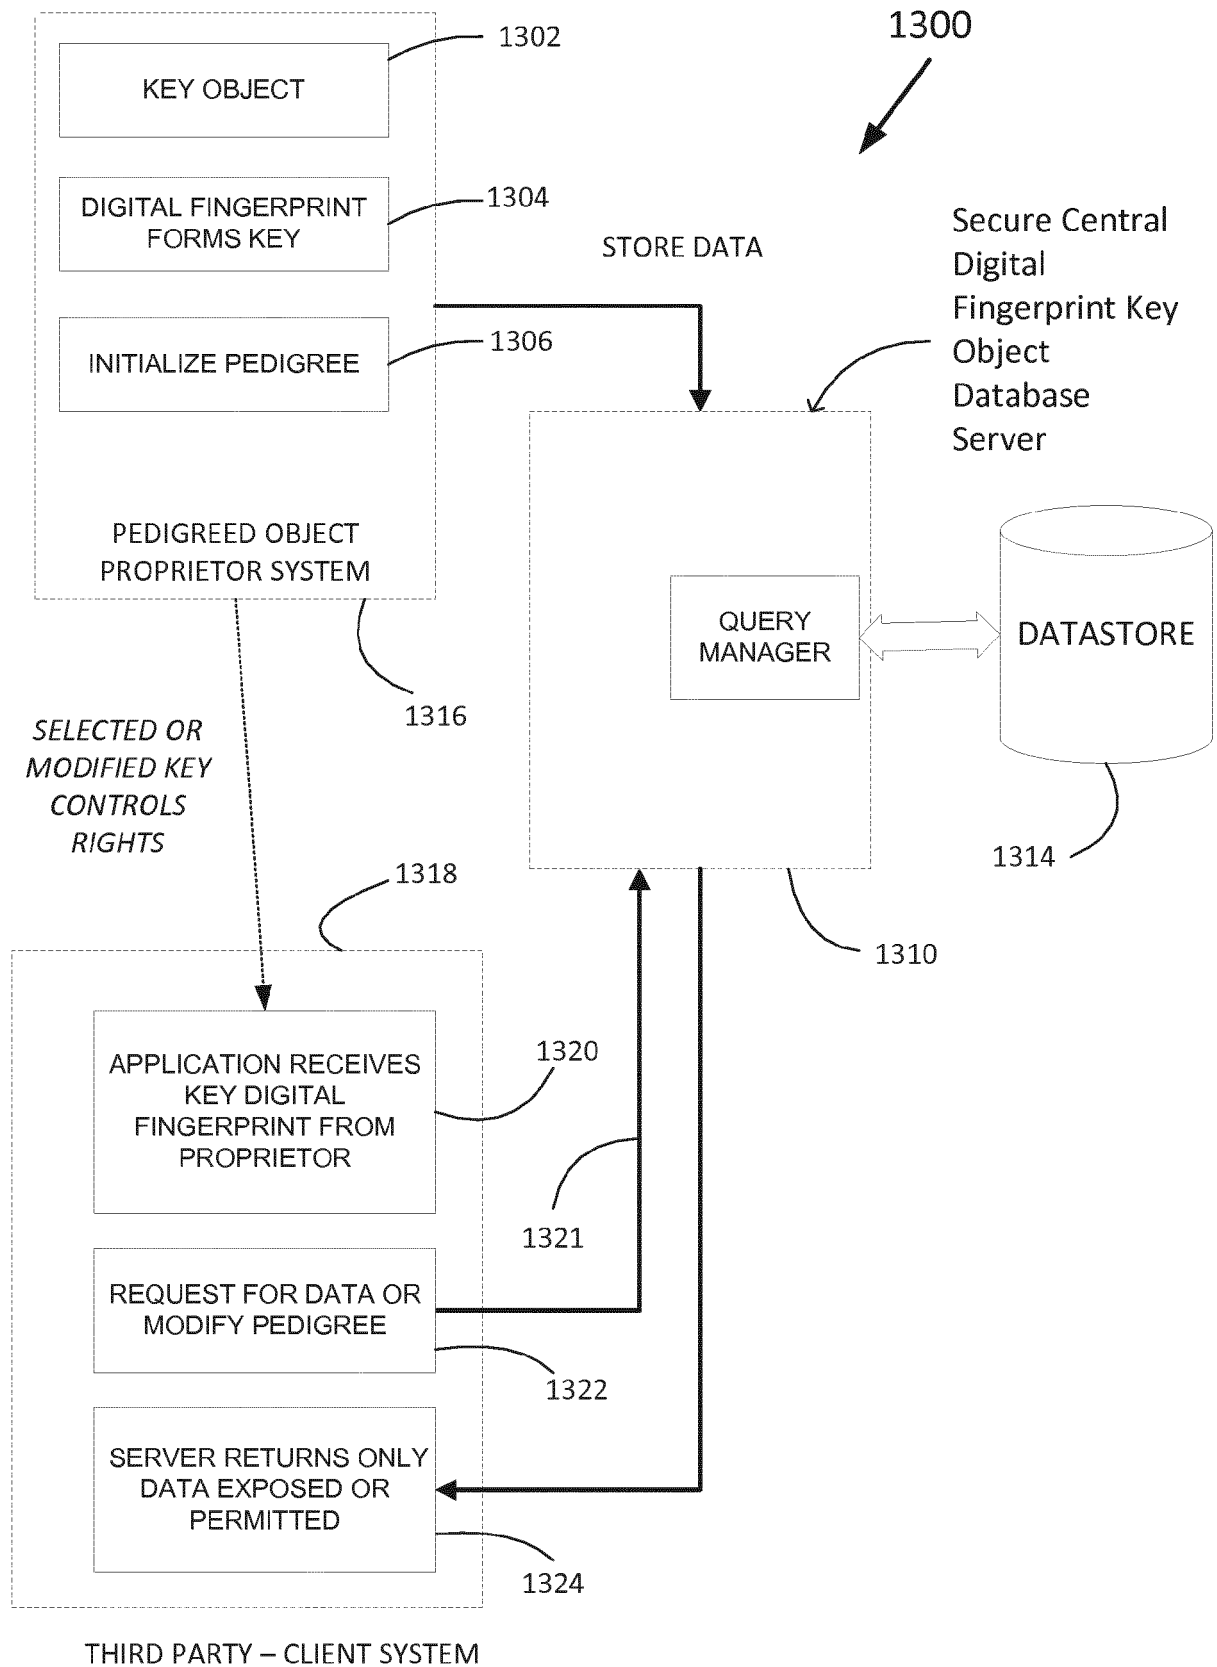 1300
1302
KEY OBJECT
1304
DIGITAL FINGERPRINT
FORMS KEY
STORE DATA
Secure Central
Digital
Fingerprint Key
Object
Database
Server
1306
INITIALIZE PEDIGREE
PEDIGREED OBJECT
PROPRIETOR SYSTEM
QUERY
MANAGER
DATASTORE
1316
SELECTED OR
MODIFIED KEY
CONTROLS
RIGHTS
1314
1318
1310
APPLICATION RECEIVES
KEY DIGITAL
FINGERPRINT FROM
PROPRIETOR
1320
1321
REQUEST FOR DATA OR
MODIFY PEDIGREE
1322
SERVER RETURNS ONLY
DATA EXPOSED OR
PERMITTED
1324
THIRD PARTY – CLIENT SYSTEM